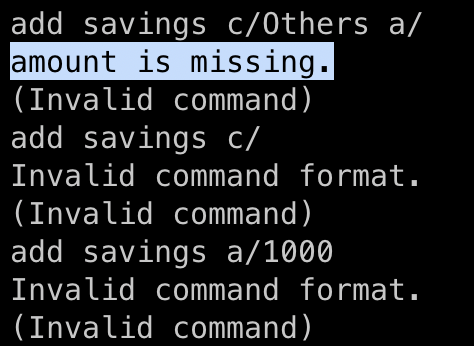 add savings c/Others a/
amount is missing.
(Invalid command)
add savings c/
Invalid command format.
(Invalid command)
add savings a/1000
Invalid command format.
(Invalid command)